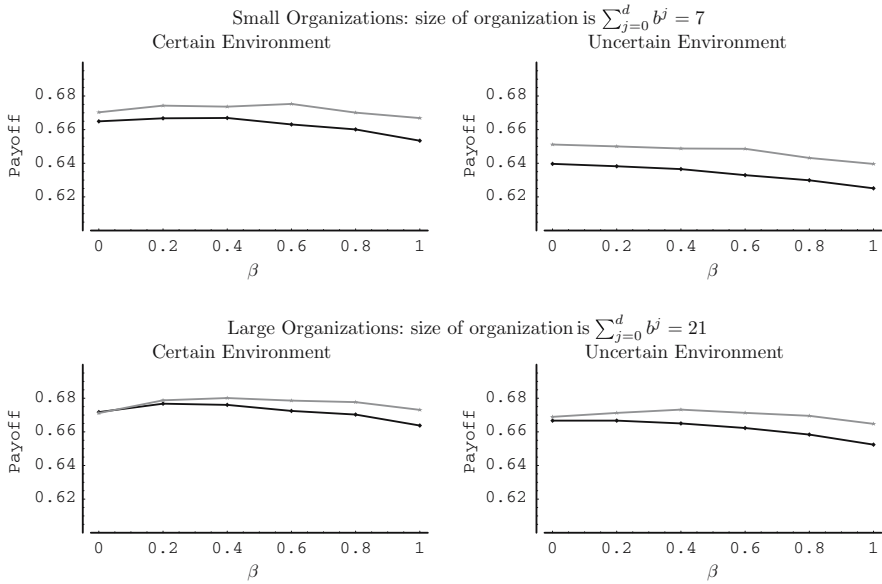 Small Organizations: size of organization is $\sum_{j=0}^{d} b^j = 7$
Certain Environment
Payoff
0.68
0.66
0.64
0.62
0 0.2 0.4 0.6 0.8 1
β
Uncertain Environment
Payoff
0.68
0.66
0.64
0.62
0 0.2 0.4 0.6 0.8 1
β
Large Organizations: size of organization is $\sum_{j=0}^{d} b^j = 21$
Certain Environment
Payoff
0.68
0.66
0.64
0.62
0 0.2 0.4 0.6 0.8 1
β
Uncertain Environment
Payoff
0.68
0.66
0.64
0.62
0 0.2 0.4 0.6 0.8 1
β